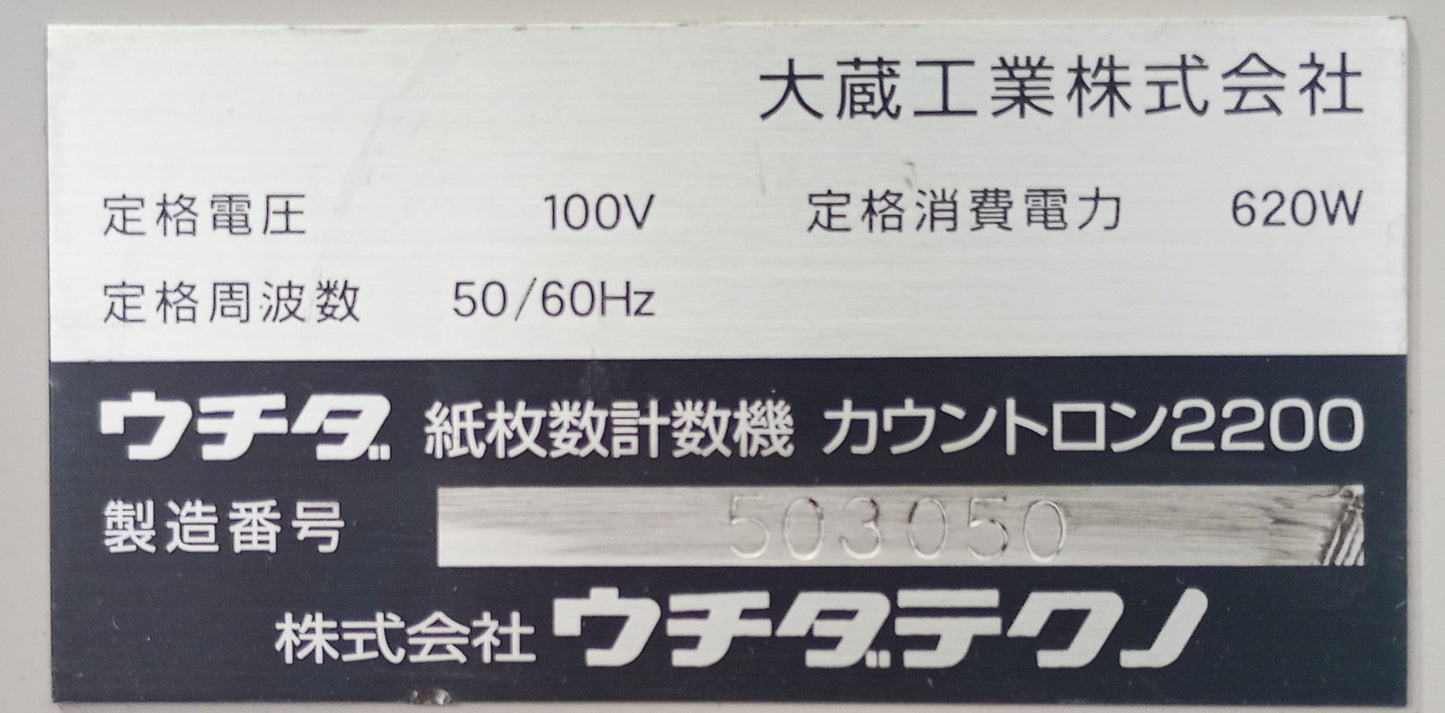 大蔵工業株式会社
定格電圧 100V 定格消費電力 620W
定格周波数 50/60Hz
ウチダ 紙枚数計数機 カウントロン2200
製造番号 503050
株式会社ウチダテクノ